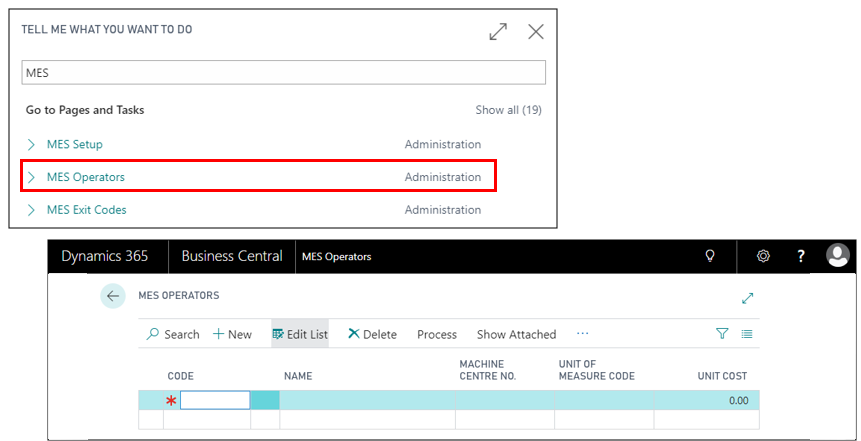 TELL ME WHAT YOU WANT TO DO
MES
Go to Pages and Tasks Show all (19)
MES Setup Administration
MES Operators Administration
MES Exit Codes Administration
Dynamics 365 Business Central MES Operators ?
MES OPERATORS
Search + New Edit List Delete Process Show Attached ...
CODE NAME MACHINE CENTRE NO. UNIT OF MEASURE CODE UNIT COST
* 0.00